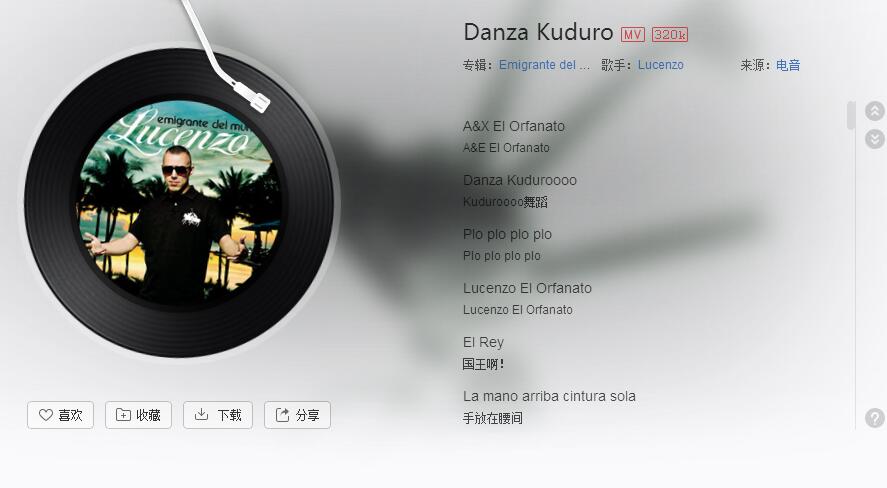 emigrante del mun
Lucenzo
喜欢
收藏
下载
分享
Danza Kuduro MV 320k
专辑：Emigrante del ... 歌手：Lucenzo 来源：电音
A&X El Orfanato
A&E El Orfanato
Danza Kuduroooo
Kuduroooo舞蹈
Plo plo plo plo
Plo plo plo plo
Lucenzo El Orfanato
Lucenzo El Orfanato
El Rey
国王啊！
La mano arriba cintura sola
手放在腰间
?